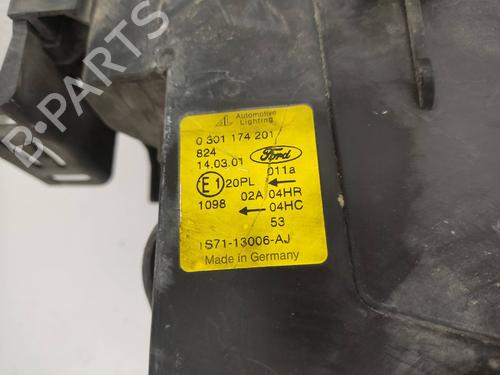 B-PARTS
Automotive
Lighting
0 301 174 201
824
Ford
14.03.01
011a
E1 20PL
02A 04HR
1098
04HC
53
1S71-13006-AJ
Made in Germany